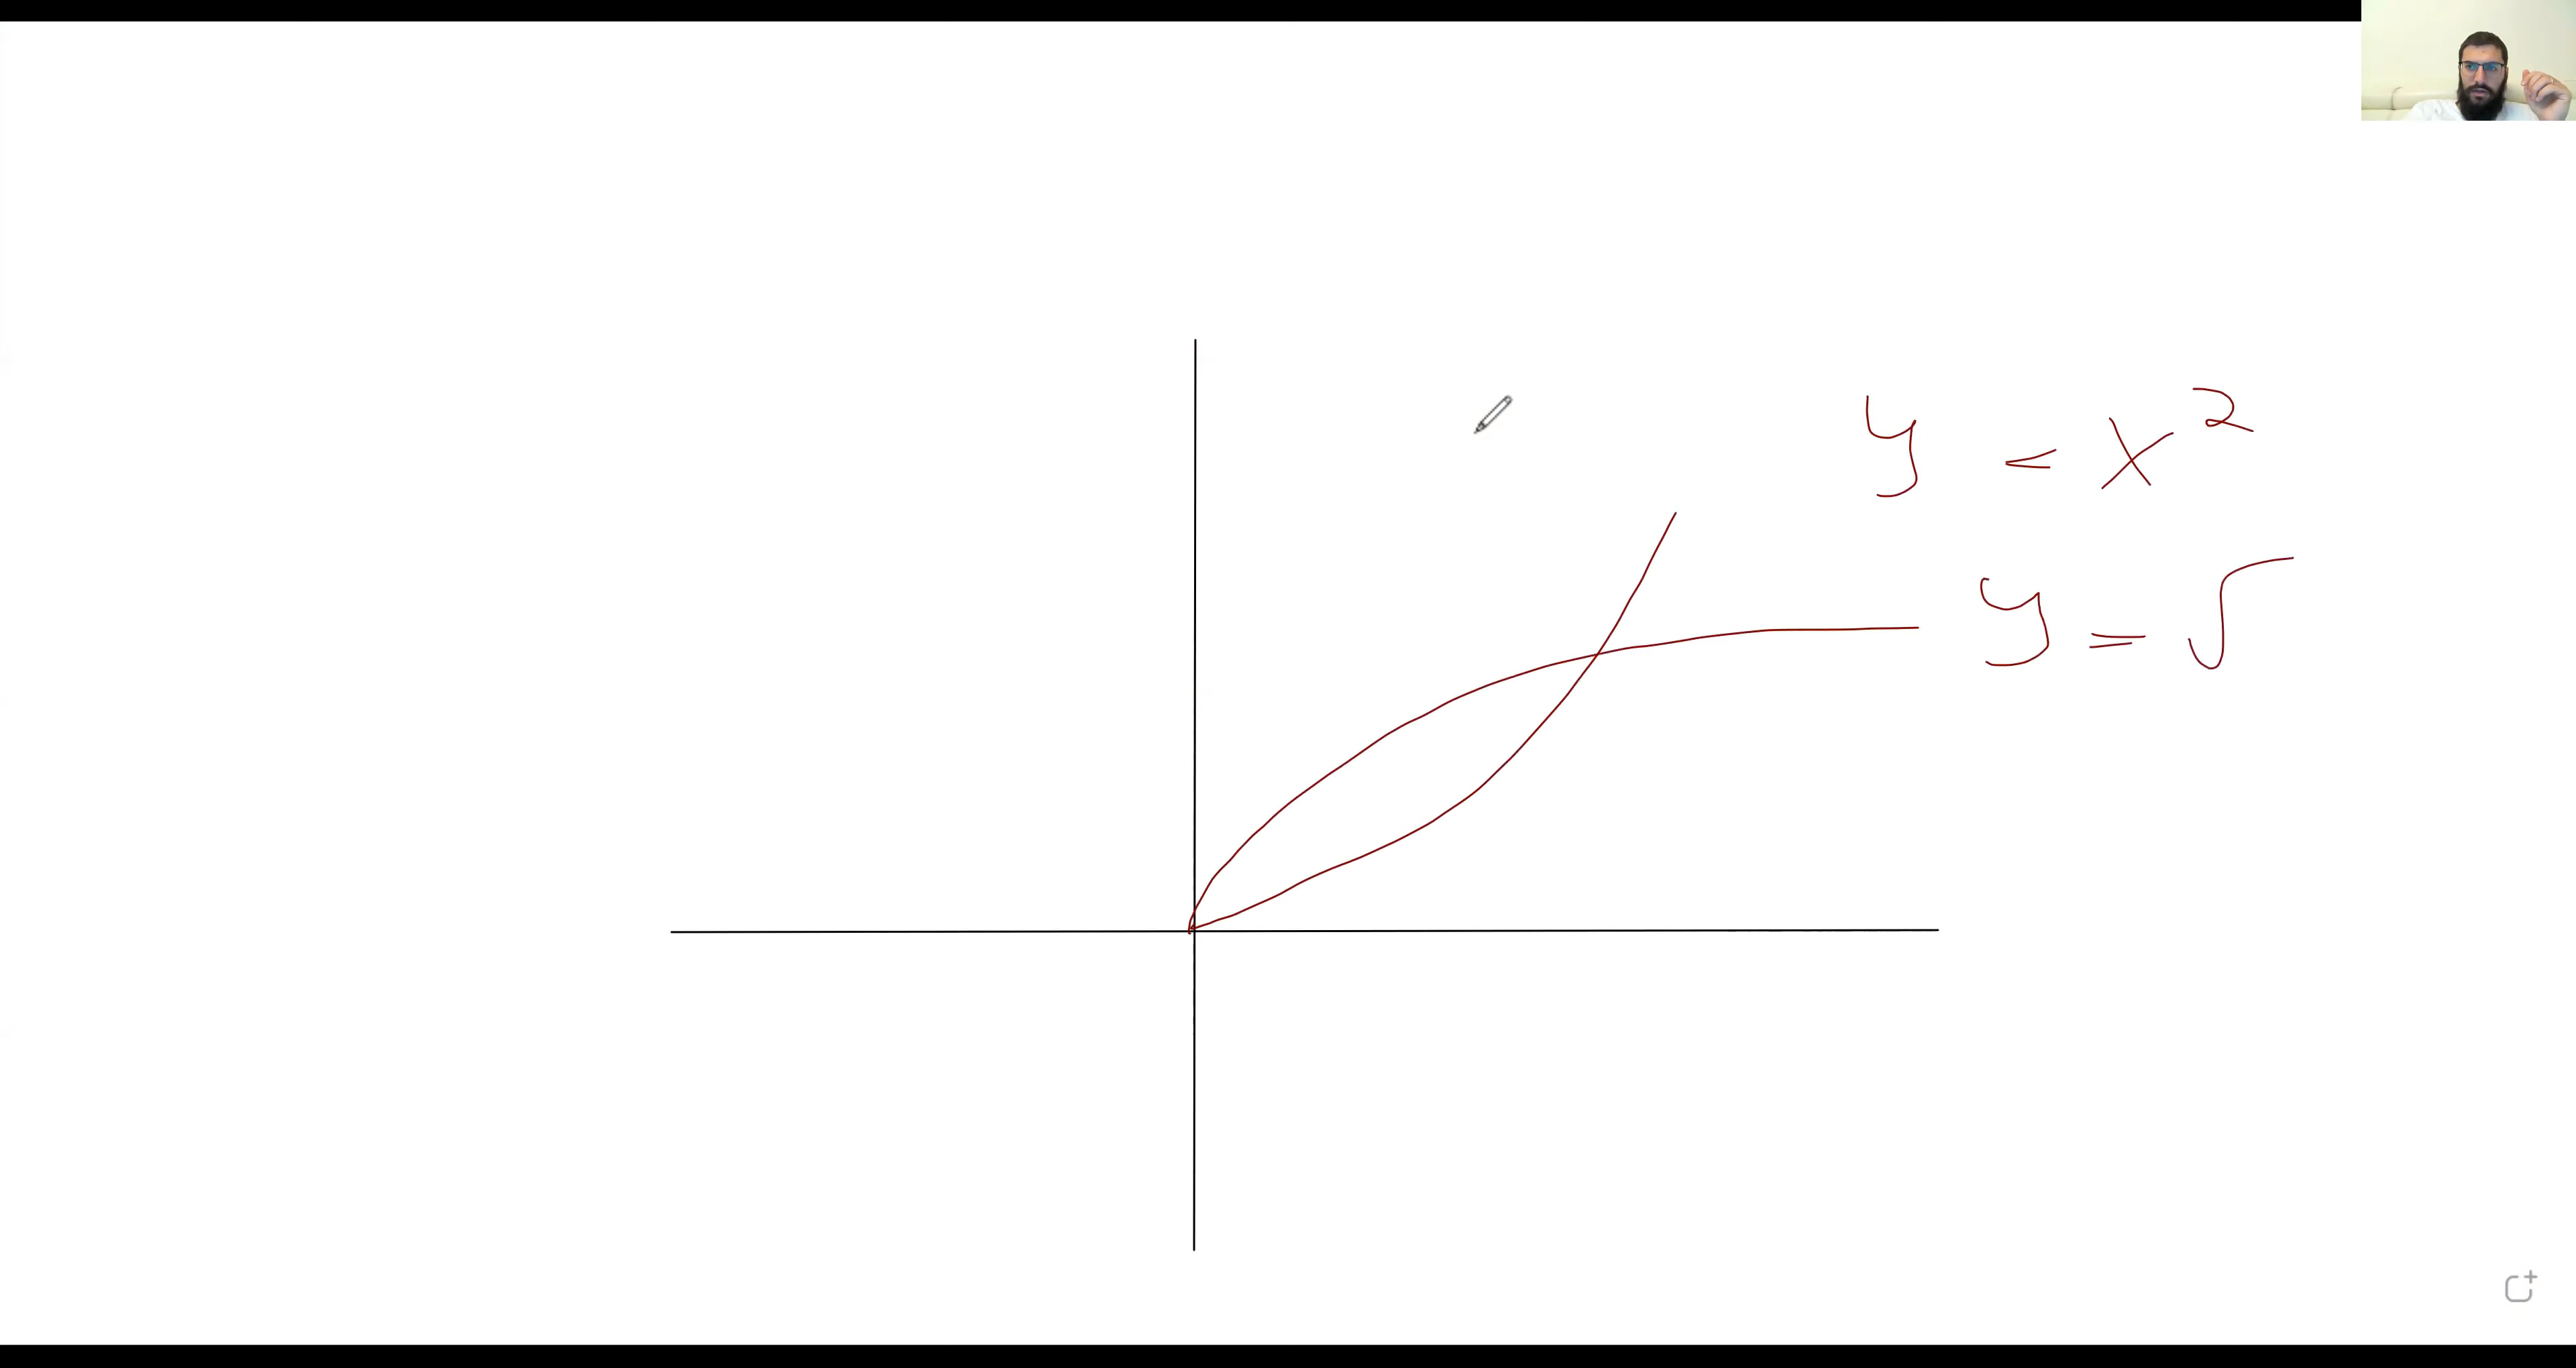 y = x²
y = √